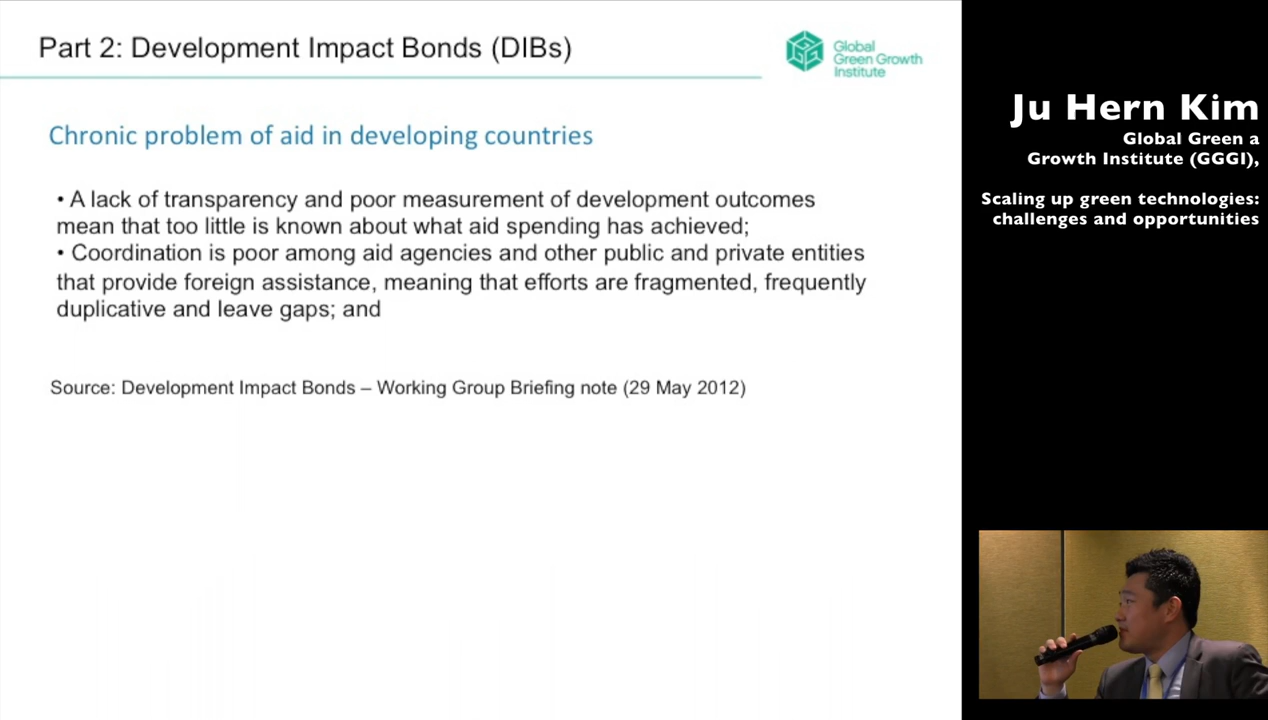 Part 2: Development Impact Bonds (DIBs)
Global
Green Growth
Institute
Chronic problem of aid in developing countries
• A lack of transparency and poor measurement of development outcomes
mean that too little is known about what aid spending has achieved;
• Coordination is poor among aid agencies and other public and private entities
that provide foreign assistance, meaning that efforts are fragmented, frequently
duplicative and leave gaps; and
Source: Development Impact Bonds – Working Group Briefing note (29 May 2012)
Ju Hern Kim
Global Green a
Growth Institute (GGGI),
Scaling up green technologies:
challenges and opportunities